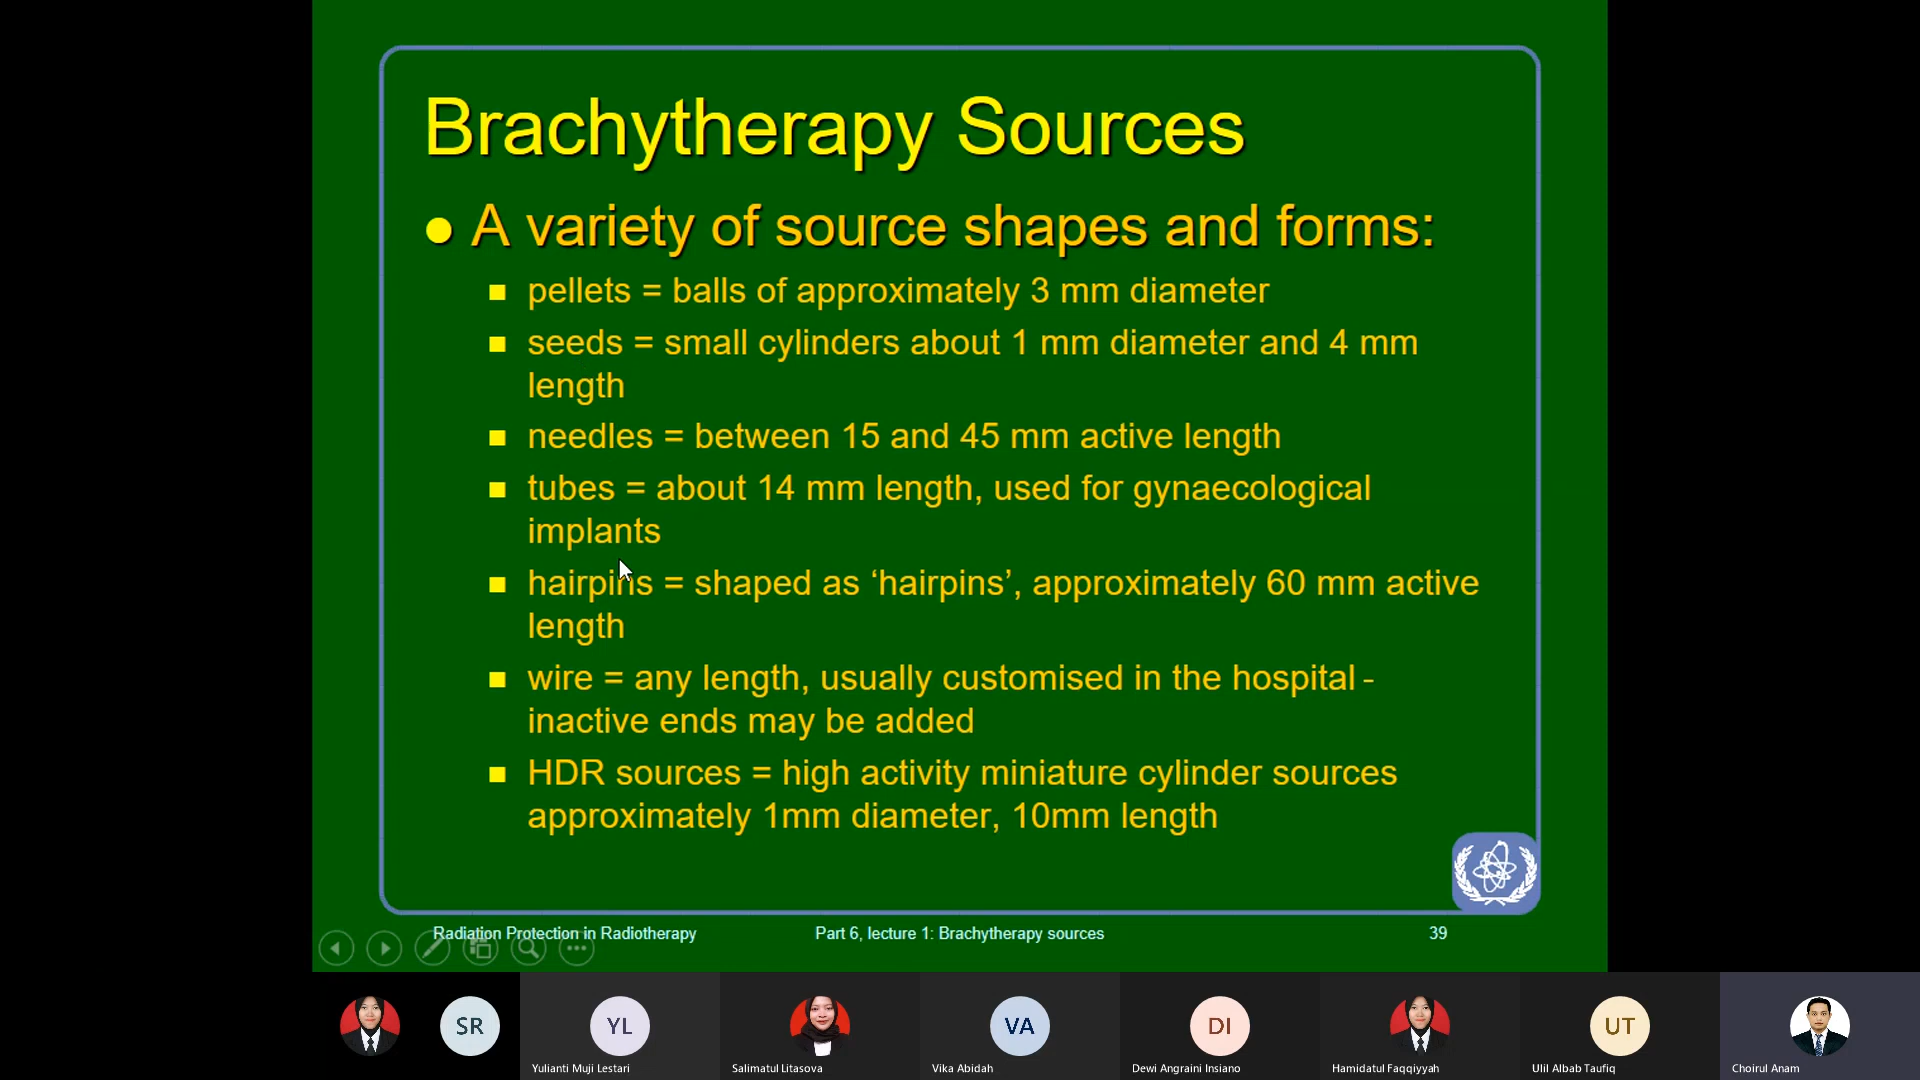 Brachytherapy Sources
A variety of source shapes and forms:
pellets = balls of approximately 3 mm diameter
seeds = small cylinders about 1 mm diameter and 4 mm
length
needles = between 15 and 45 mm active length
tubes = about 14 mm length, used for gynaecological
implants
hairpins = shaped as ‘hairpins’, approximately 60 mm active
length
wire = any length, usually customised in the hospital -
inactive ends may be added
HDR sources = high activity miniature cylinder sources
approximately 1mm diameter, 10mm length
Radiation Protection in Radiotherapy
Part 6, lecture 1: Brachytherapy sources
39
SR
YL
VA
DI
UT
Yulianti Muji Lestari
Salimatul Litasova
Vika Abidah
Dewi Angraini Insiano
Hamidatul Faqqiyyah
Ulil Albab Taufiq
Choirul Anam